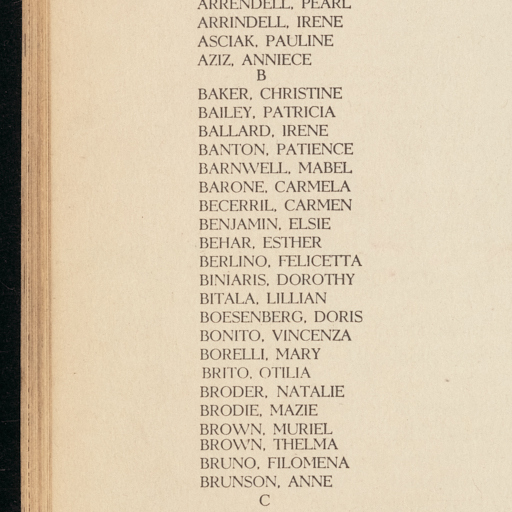 ARRENDELL, PEARL
ARRINDELL, IRENE
ASCIAK, PAULINE
AZIZ, ANNIECE
B
BAKER, CHRISTINE
BAILEY, PATRICIA
BALLARD, IRENE
BANTON, PATIENCE
BARNWELL, MABEL
BARONE, CARMELA
BECERRIL, CARMEN
BENJAMIN, ELSIE
BEHAR, ESTHER
BERLINO, FELICETTA
BINIARIS, DOROTHY
BITALA, LILLIAN
BOESENBERG, DORIS
BONITO, VINCENZA
BORELLI, MARY
BRITO, OTILIA
BRODER, NATALIE
BRODIE, MAZIE
BROWN, MURIEL
BROWN, THELMA
BRUNO, FILOMENA
BRUNSON, ANNE
C